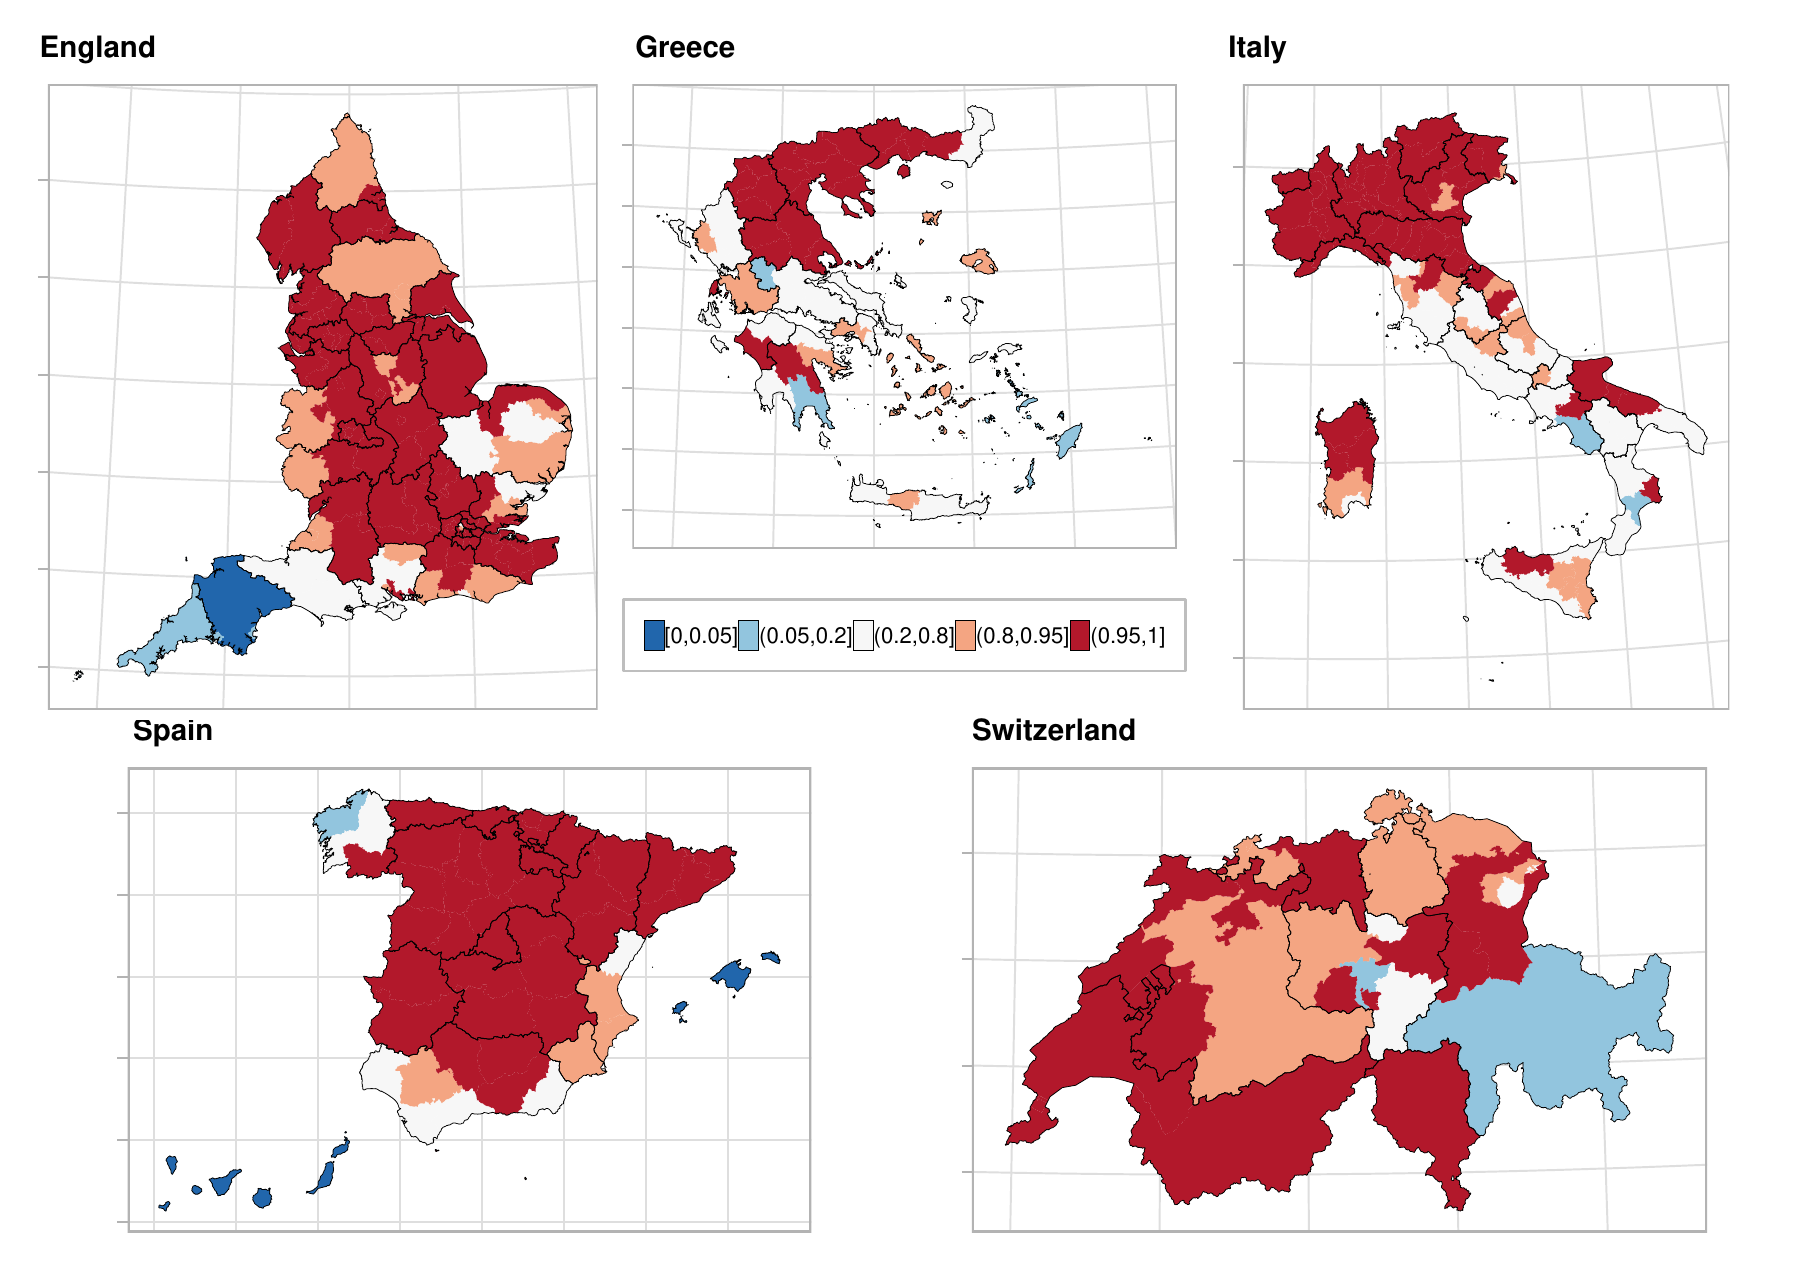 England
Greece
Italy
[0,0.05] (0.05,0.2] (0.2,0.8] (0.8,0.95] (0.95,1]
Spain
Switzerland